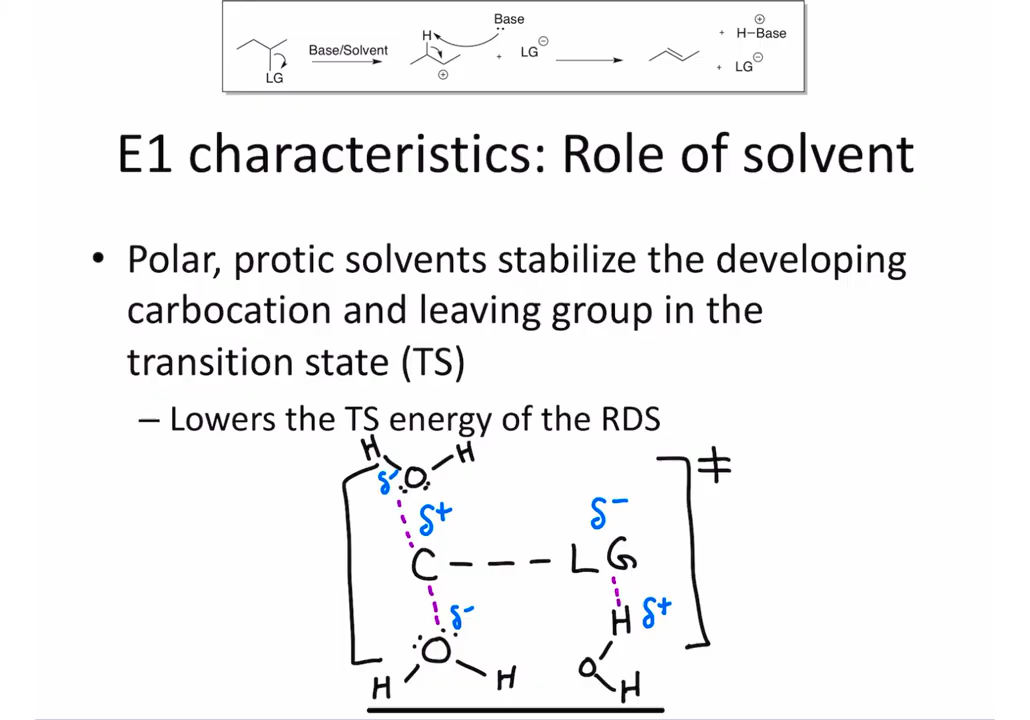 Base
H
Base/Solvent
+ LG ⊖
LG
⊕
⊕
+ H–Base
+ LG ⊖
E1 characteristics: Role of solvent
• Polar, protic solvents stabilize the developing
carbocation and leaving group in the
transition state (TS)
– Lowers the TS energy of the RDS
H H
δ- :O: ‡
δ+ δ-
C - - - LG
δ-
H δ+
:O:
O
H H H